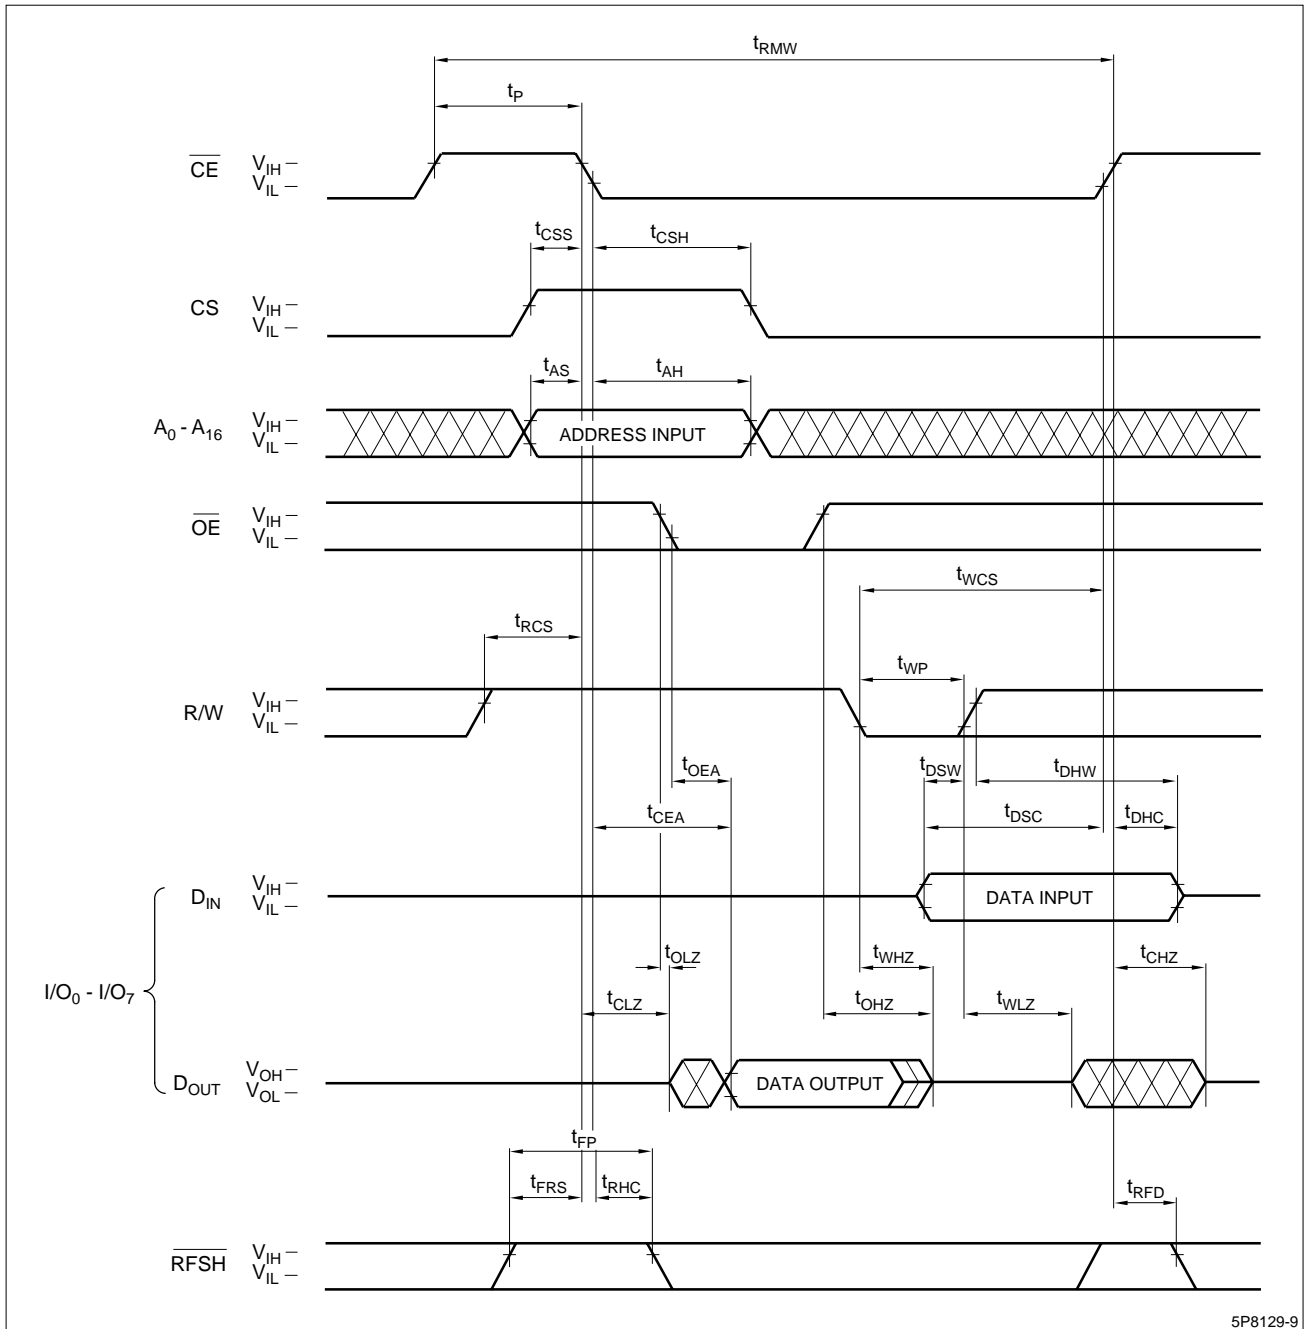 tRMW
tP
CE VIH
VIL
tCSS tCSH
CS VIH
VIL
tAS tAH
A0 - A16 VIH
VIL
ADDRESS INPUT
OE VIH
VIL
tWCS
tRCS
tWP
R/W VIH
VIL
tOEA tDSW tDHW
tCEA tDSC tDHC
DIN VIH
VIL
DATA INPUT
tOLZ tWHZ tCHZ
I/O0 - I/O7
tCLZ tOHZ tWLZ
DOUT VOH
VOL
DATA OUTPUT
tFP
tFRS tRHC tRFD
RFSH VIH
VIL
5P8129-9